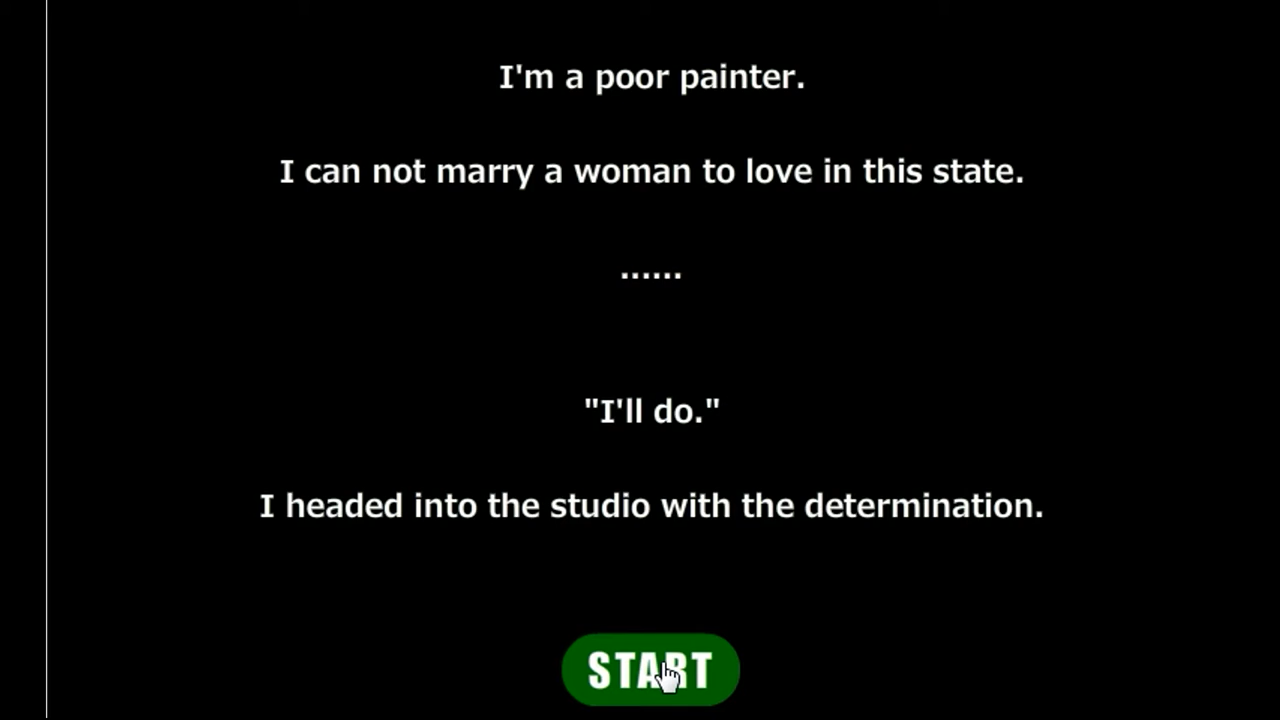 I'm a poor painter.
I can not marry a woman to love in this state.
......
"I'll do."
I headed into the studio with the determination.
START